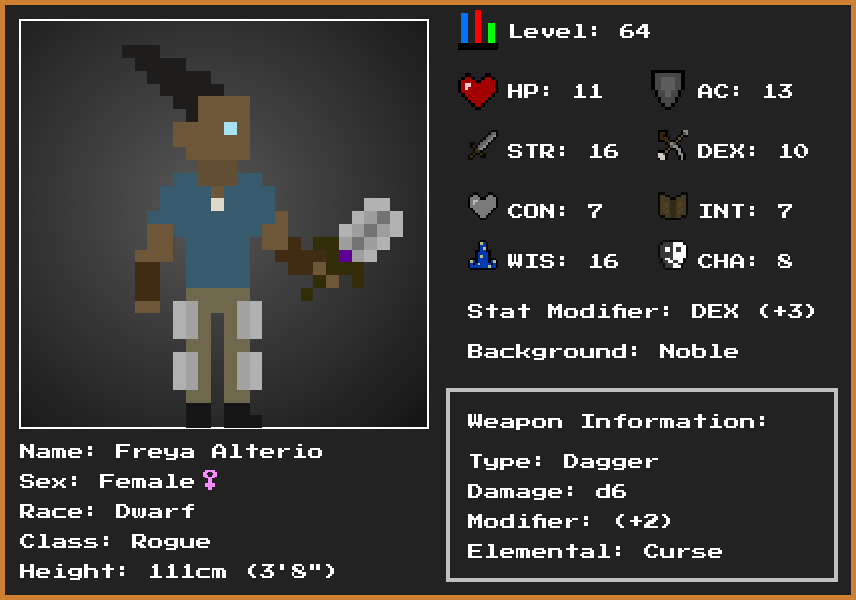 Level: 64
HP: 11 AC: 13
STR: 16 DEX: 10
CON: 7 INT: 7
WIS: 16 CHA: 8
Stat Modifier: DEX (+3)
Background: Noble
Weapon Information:
Type: Dagger
Damage: d6
Modifier: (+2)
Elemental: Curse
Name: Freya Alterio
Sex: Female♀
Race: Dwarf
Class: Rogue
Height: 111cm (3'8")